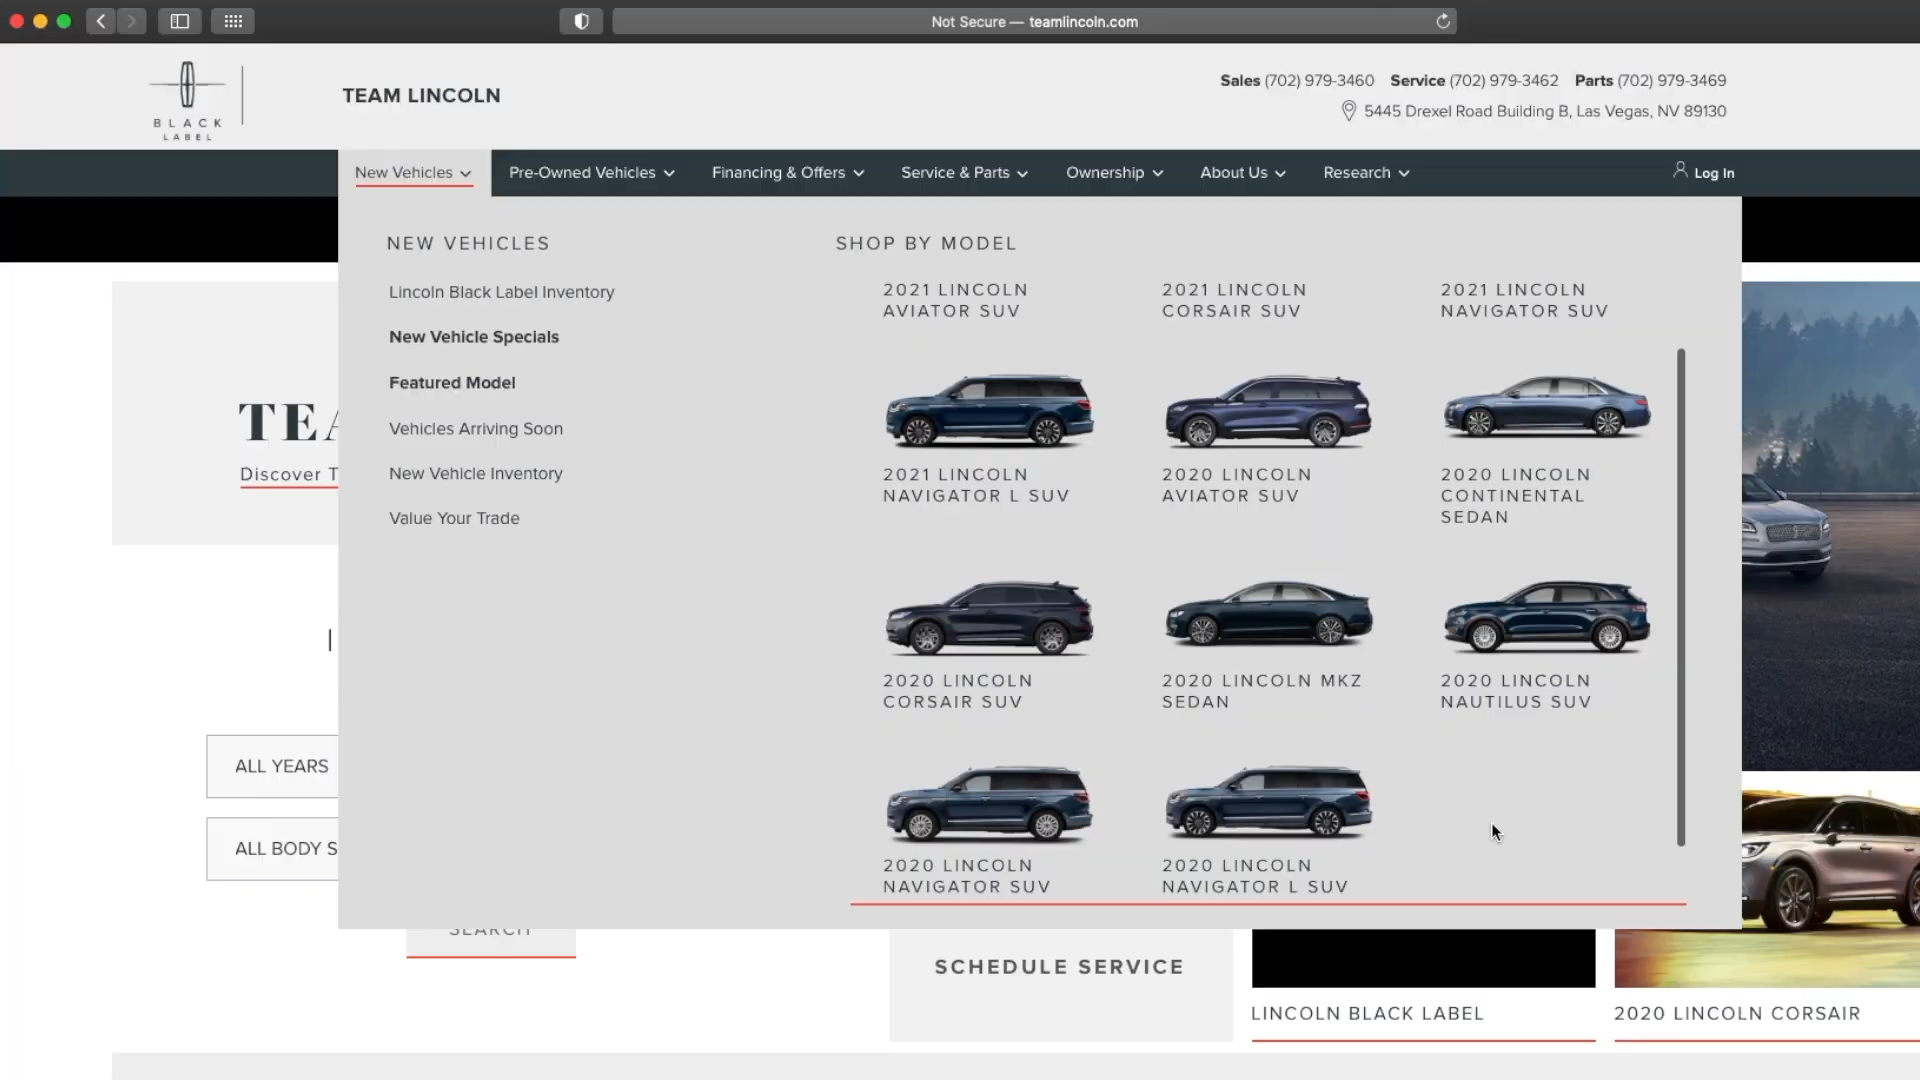 Not Secure — teamlincoln.com
BLACK
LABEL
TEAM LINCOLN
Sales (702) 979-3460 Service (702) 979-3462 Parts (702) 979-3469
5445 Drexel Road Building B, Las Vegas, NV 89130
New Vehicles Pre-Owned Vehicles Financing & Offers Service & Parts Ownership About Us Research Log In
NEW VEHICLES
Lincoln Black Label Inventory
New Vehicle Specials
Featured Model
Vehicles Arriving Soon
New Vehicle Inventory
Value Your Trade
SHOP BY MODEL
2021 LINCOLN
AVIATOR SUV
2021 LINCOLN
CORSAIR SUV
2021 LINCOLN
NAVIGATOR SUV
2021 LINCOLN
NAVIGATOR L SUV
2020 LINCOLN
AVIATOR SUV
2020 LINCOLN
CONTINENTAL
SEDAN
2020 LINCOLN
CORSAIR SUV
2020 LINCOLN MKZ
SEDAN
2020 LINCOLN
NAUTILUS SUV
2020 LINCOLN
NAVIGATOR SUV
2020 LINCOLN
NAVIGATOR L SUV
TEA
Discover T
ALL YEARS
ALL BODY S
SEARCH
SCHEDULE SERVICE
LINCOLN BLACK LABEL
2020 LINCOLN CORSAIR